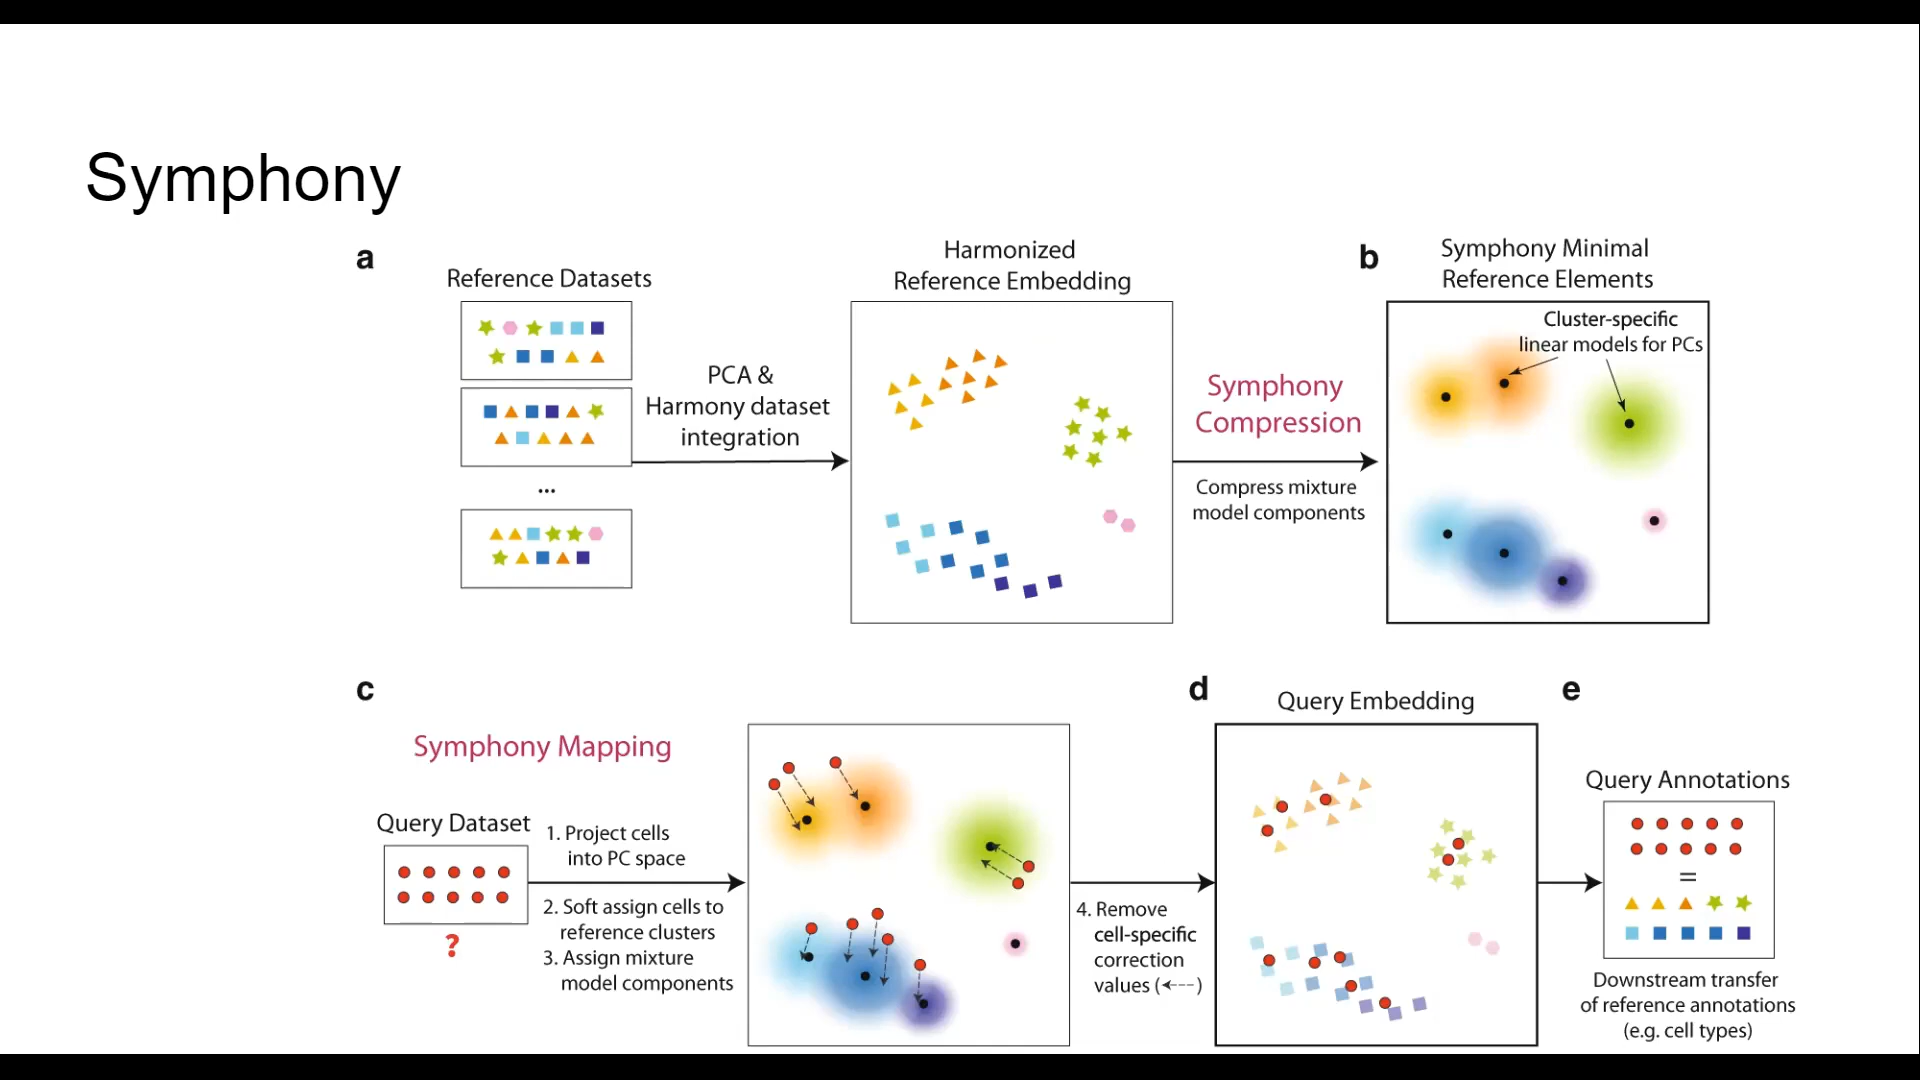 Symphony
a
Reference Datasets
...
PCA &
Harmony dataset
integration
Harmonized
Reference Embedding
Symphony
Compression
Compress mixture
model components
b
Symphony Minimal
Reference Elements
Cluster-specific
linear models for PCs
c
Symphony Mapping
Query Dataset
?
1. Project cells
into PC space
2. Soft assign cells to
reference clusters
3. Assign mixture
model components
4. Remove
cell-specific
correction
values (←---)
d
Query Embedding
e
Query Annotations
=
Downstream transfer
of reference annotations
(e.g. cell types)